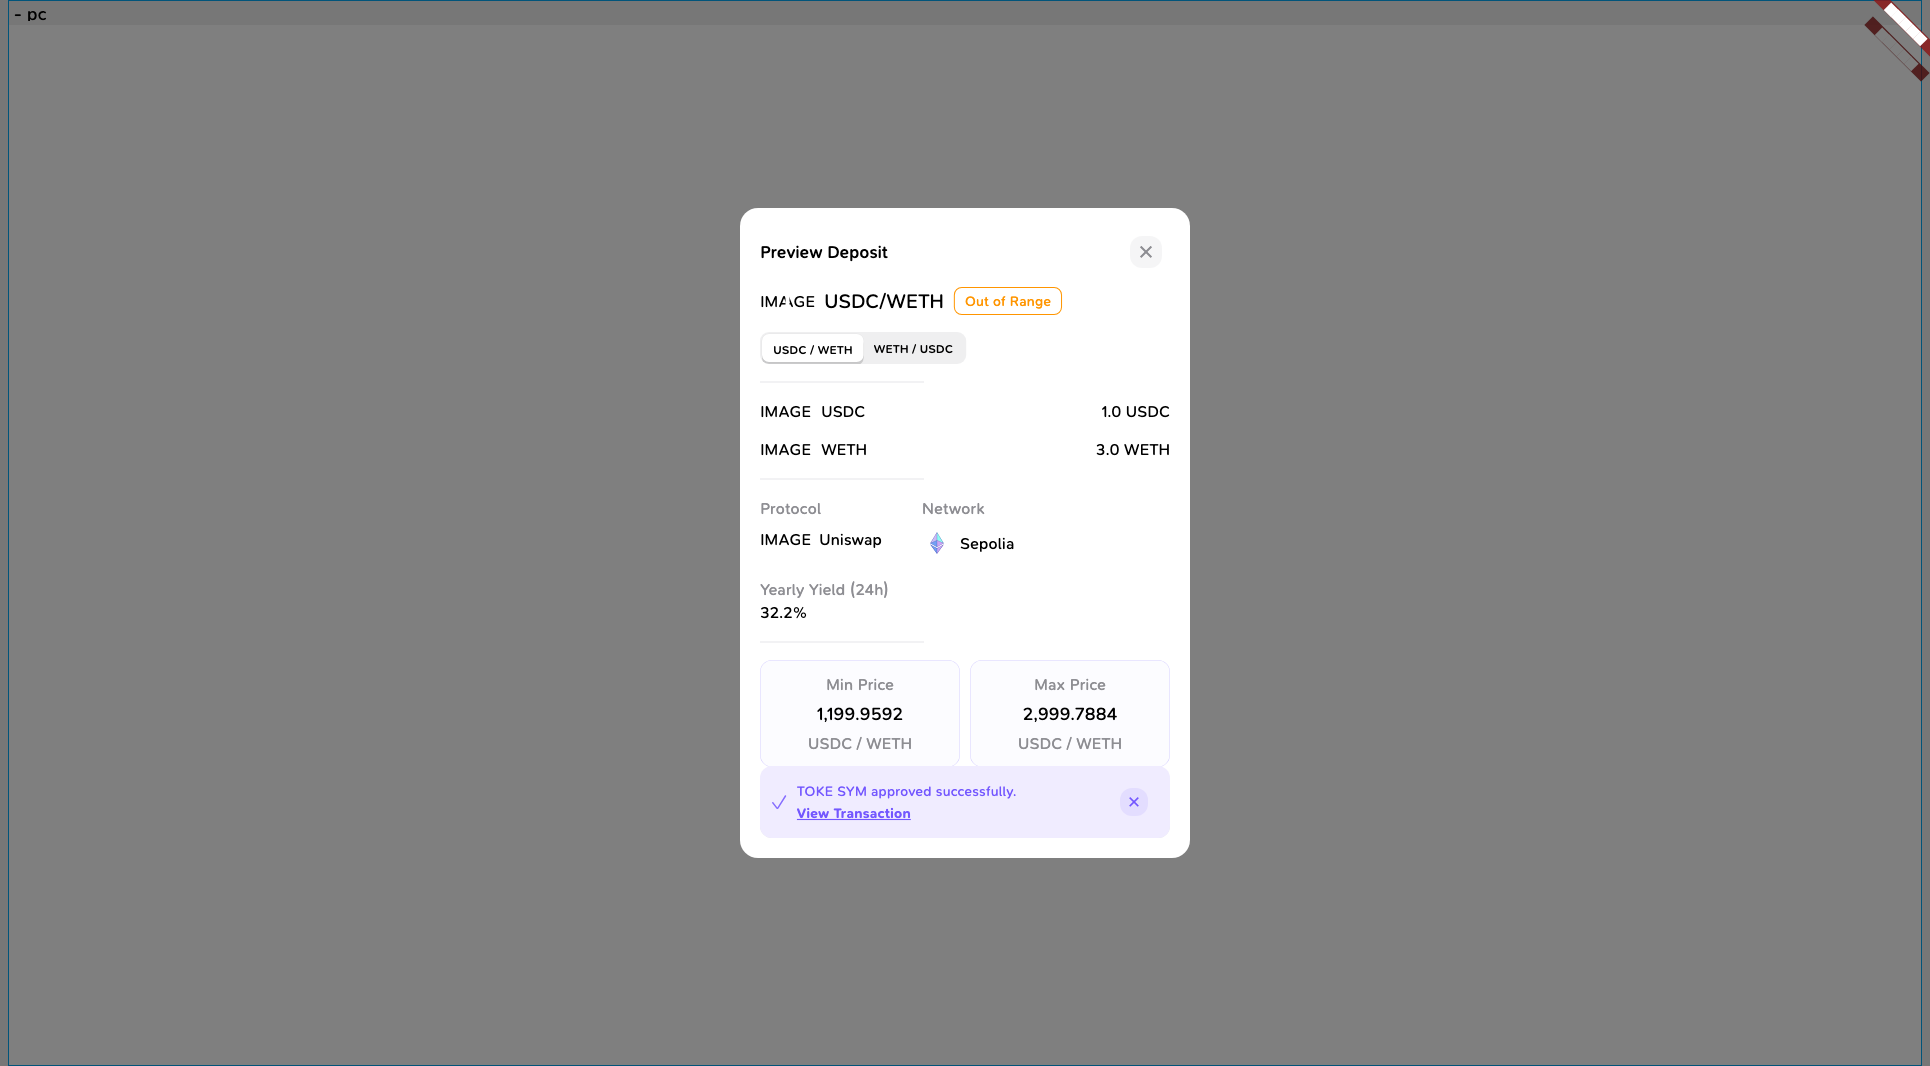 - pc
Preview Deposit
IMAGE USDC/WETH Out of Range
USDC / WETH WETH / USDC
IMAGE USDC 1.0 USDC
IMAGE WETH 3.0 WETH
Protocol Network
IMAGE Uniswap Sepolia
Yearly Yield (24h)
32.2%
Min Price Max Price
1,199.9592 2,999.7884
USDC / WETH USDC / WETH
TOKE SYM approved successfully.
View Transaction